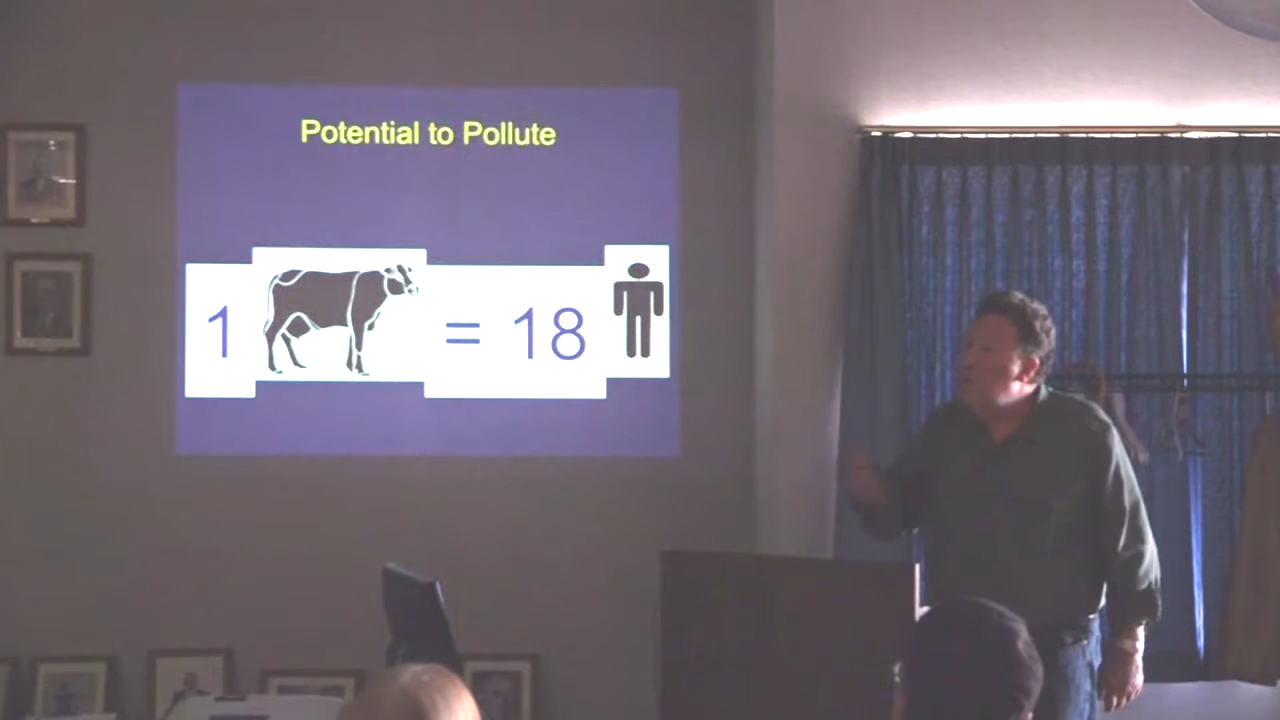 Potential to Pollute
1 = 18